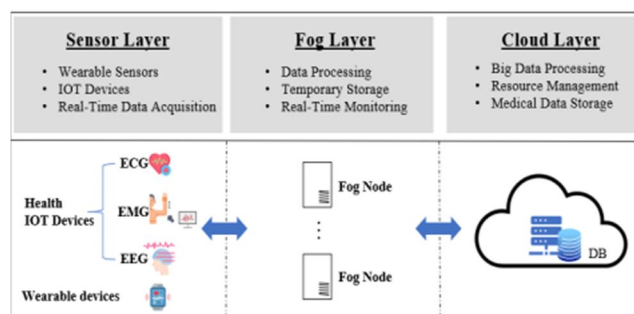 Sensor Layer
• Wearable Sensors
• IOT Devices
• Real-Time Data Acquisition
Fog Layer
• Data Processing
• Temporary Storage
• Real-Time Monitoring
Cloud Layer
• Big Data Processing
• Resource Management
• Medical Data Storage
Health
IOT Devices
ECG
EMG
EEG
Wearable devices
Fog Node
⋮
Fog Node
DB